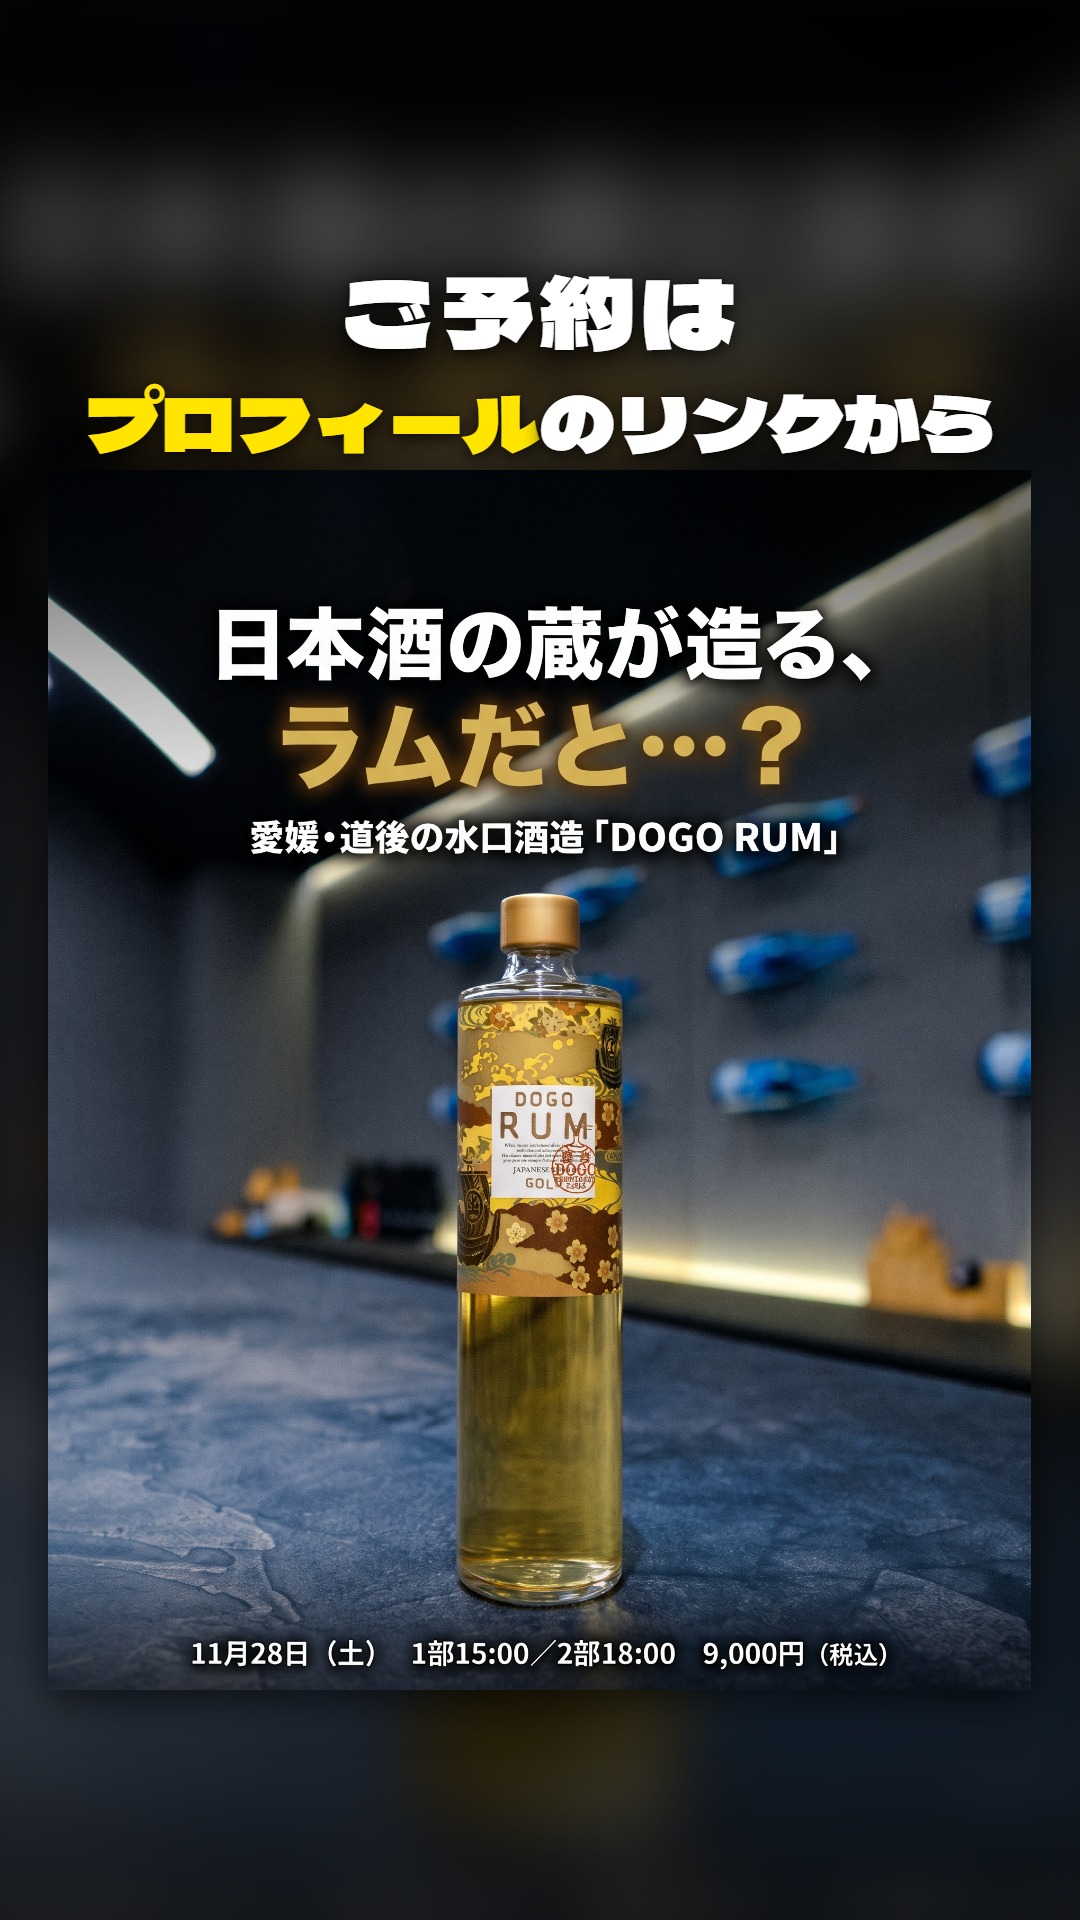 ご予約は
プロフィールのリンクから
日本酒の蔵が造る、
ラムだと…？
愛媛・道後の水口酒造「DOGO RUM」
DOGO
RUM
JAPANESE
GOLD
DOGO
11月28日（土） 1部15:00／2部18:00 9,000円（税込）